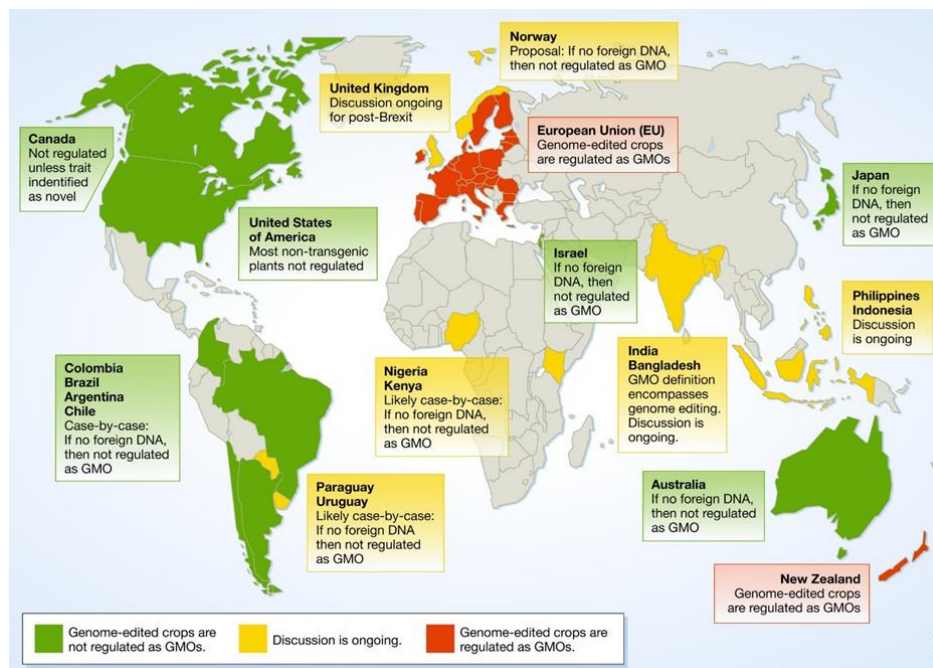 Norway
Proposal: If no foreign DNA,
then not regulated as GMO
United Kingdom
Discussion ongoing
for post-Brexit
European Union (EU)
Genome-edited crops
are regulated as GMOs
Canada
Not regulated
unless trait
indentified
as novel
Japan
If no foreign
DNA, then
not regulated
as GMO
United States
of America
Most non-transgenic
plants not regulated
Israel
If no foreign
DNA, then
not regulated
as GMO
Philippines
Indonesia
Discussion
is ongoing
Colombia
Brazil
Argentina
Chile
Case-by-case:
If no foreign DNA,
then not regulated
as GMO
Nigeria
Kenya
Likely case-by-case:
If no foreign DNA,
then not regulated
as GMO
India
Bangladesh
GMO definition
encompasses
genome editing.
Discussion is
ongoing.
Paraguay
Uruguay
Likely case-by-case:
If no foreign DNA
then not regulated
as GMO
Australia
If no foreign
DNA, then
not regulated
as GMO
New Zealand
Genome-edited crops
are regulated as GMOs
Genome-edited crops are
not regulated as GMOs.
Discussion is ongoing.
Genome-edited crops are
regulated as GMOs.